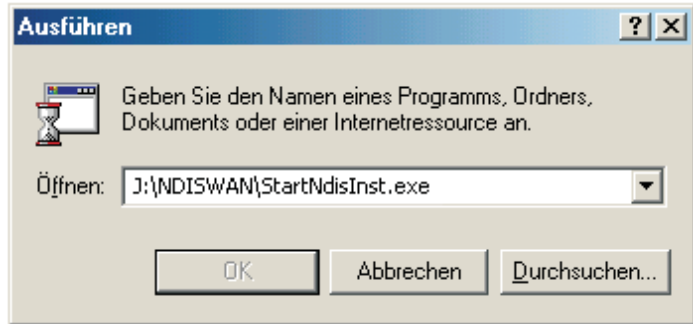 Ausführen
Geben Sie den Namen eines Programms, Ordners,
Dokuments oder einer Internetressource an.
Öffnen: J:\NDISWAN\StartNdisInst.exe
OK Abbrechen Durchsuchen...